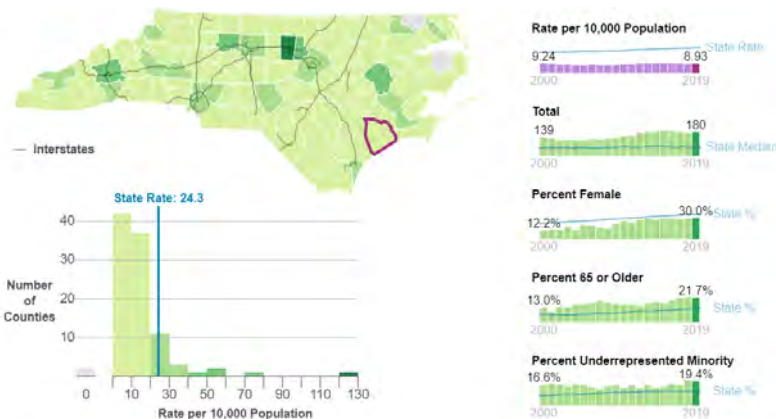 Interstates
State Rate: 24.3
40
30
20
10
Number
of
Counties
0
10
30
50
70
90
110
130
Rate per 10,000 Population
Rate per 10,000 Population
State Rate
9.24
8.93
2000
2019
Total
139
180
State Median
2000
2019
Percent Female
30.0%
State %
12.2%
2000
2019
Percent 65 or Older
21.7%
13.0%
State %
2000
2019
Percent Underrepresented Minority
16.6%
19.4%
State %
2000
2019